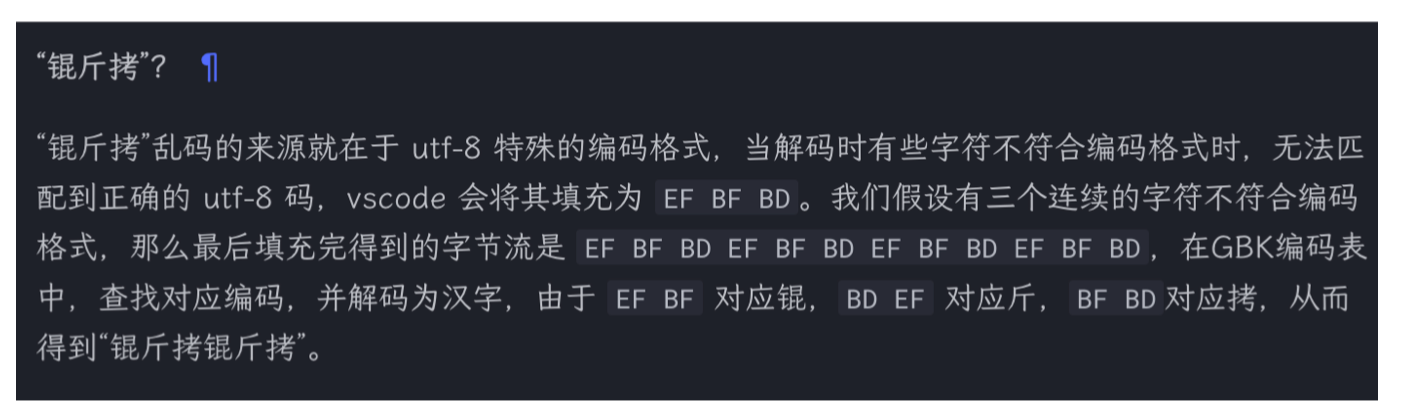 “锟斤拷”? ¶
“锟斤拷”乱码的来源就在于 utf-8 特殊的编码格式，当解码时有些字符不符合编码格式时，无法匹
配到正确的 utf-8 码，vscode 会将其填充为 EF BF BD。我们假设有三个连续的字符不符合编码
格式，那么最后填充完得到的字节流是 EF BF BD EF BF BD EF BF BD EF BF BD，在GBK编码表
中，查找对应编码，并解码为汉字，由于 EF BF 对应锟，BD EF 对应斤，BF BD对应拷，从而
得到“锟斤拷锟斤拷”。